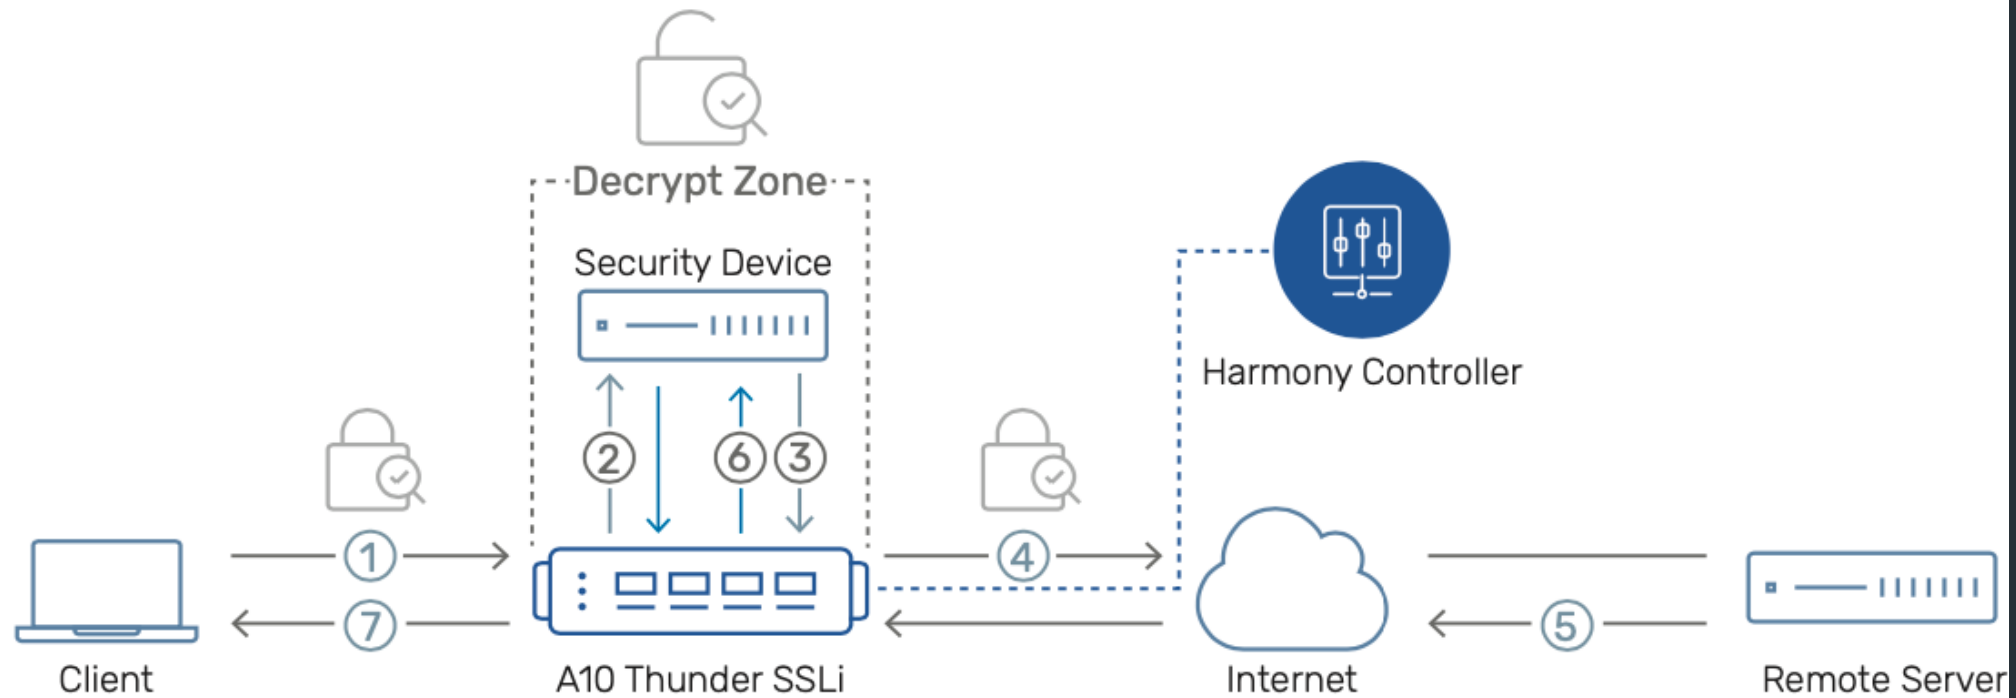 Decrypt Zone
Security Device
Harmony Controller
2
6
3
1
4
7
5
Client
A10 Thunder SSLi
Internet
Remote Server